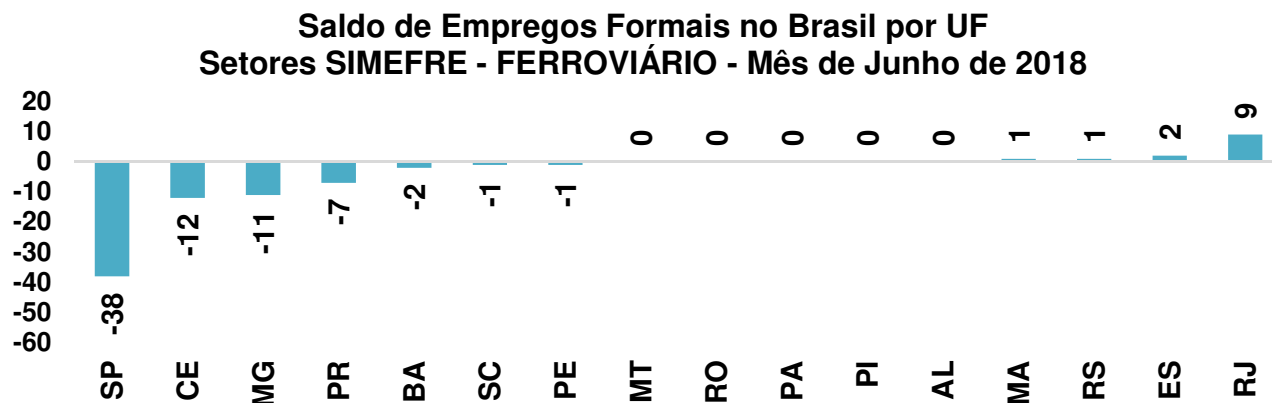 Saldo de Empregos Formais no Brasil por UF
Setores SIMEFRE - FERROVIÁRIO - Mês de Junho de 2018
20
10
0
-10
-20
-30
-40
-50
-60
-38
-12
-11
-7
-2
-1
-1
0
0
0
0
0
1
1
2
9
SP
CE
MG
PR
BA
SC
PE
MT
RO
PA
PI
AL
MA
RS
ES
RJ